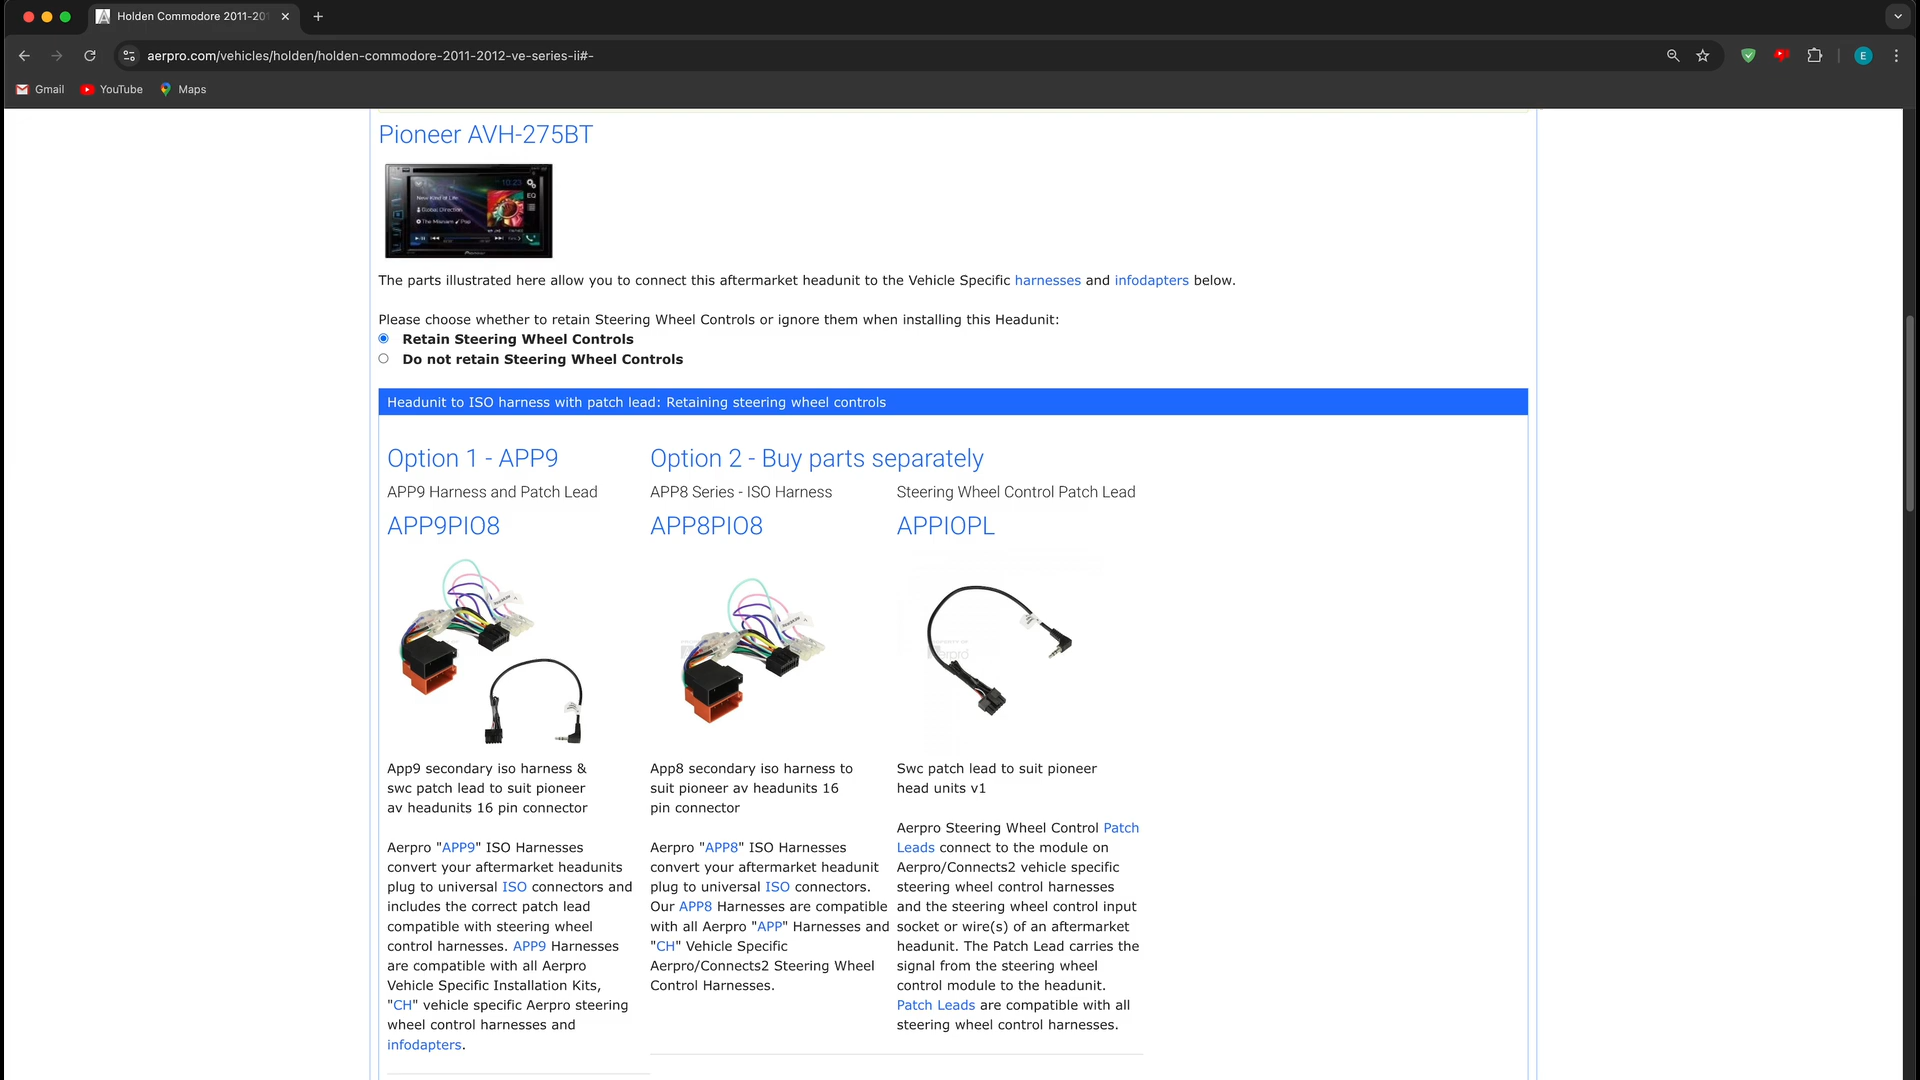 Holden Commodore 2011-201
aerpro.com/vehicles/holden/holden-commodore-2011-2012-ve-series-ii#-
E
Gmail
YouTube
Maps
Pioneer AVH-275BT
EQ
Global Direction
The parts illustrated here allow you to connect this aftermarket headunit to the Vehicle Specific harnesses and infodapters below.
Please choose whether to retain Steering Wheel Controls or ignore them when installing this Headunit:
Retain Steering Wheel Controls
Do not retain Steering Wheel Controls
Headunit to ISO harness with patch lead: Retaining steering wheel controls
Option 1 - APP9
APP9 Harness and Patch Lead
APP9PIO8
App9 secondary iso harness &
swc patch lead to suit pioneer
av headunits 16 pin connector
Aerpro "APP9" ISO Harnesses
convert your aftermarket headunits
plug to universal ISO connectors and
includes the correct patch lead
compatible with steering wheel
control harnesses. APP9 Harnesses
are compatible with all Aerpro
Vehicle Specific Installation Kits,
"CH" vehicle specific Aerpro steering
wheel control harnesses and
infodapters.
Option 2 - Buy parts separately
APP8 Series - ISO Harness
APP8PIO8
App8 secondary iso harness to
suit pioneer av headunits 16
pin connector
Aerpro "APP8" ISO Harnesses
convert your aftermarket headunit
plug to universal ISO connectors.
Our APP8 Harnesses are compatible
with all Aerpro "APP" Harnesses and
"CH" Vehicle Specific
Aerpro/Connects2 Steering Wheel
Control Harnesses.
Steering Wheel Control Patch Lead
APPIOPL
Swc patch lead to suit pioneer
head units v1
Aerpro Steering Wheel Control Patch
Leads connect to the module on
Aerpro/Connects2 vehicle specific
steering wheel control harnesses
and the steering wheel control input
socket or wire(s) of an aftermarket
headunit. The Patch Lead carries the
signal from the steering wheel
control module to the headunit.
Patch Leads are compatible with all
steering wheel control harnesses.